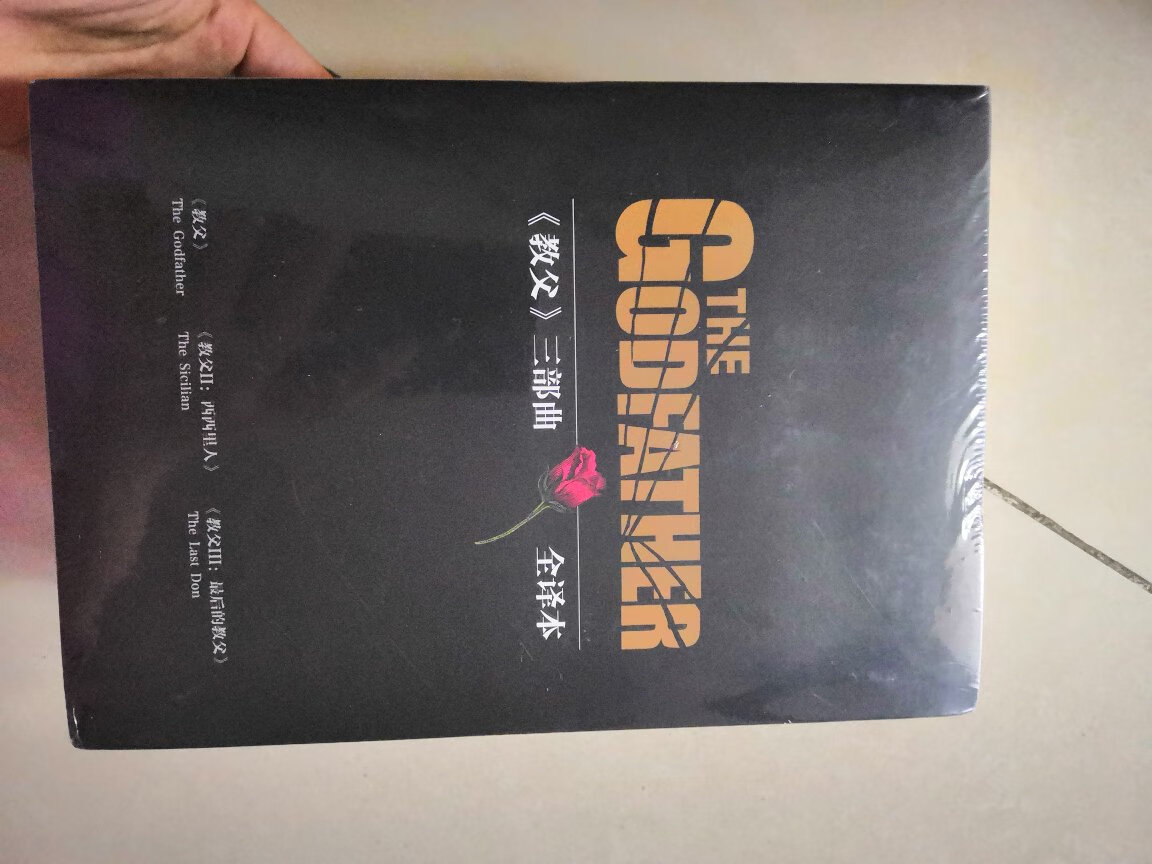 THE
GODFATHER
《教父》三部曲 全译本
《教父》
The Godfather
《教父II：西西里人》
The Sicilian
《教父III：最后的教父》
The Last Don